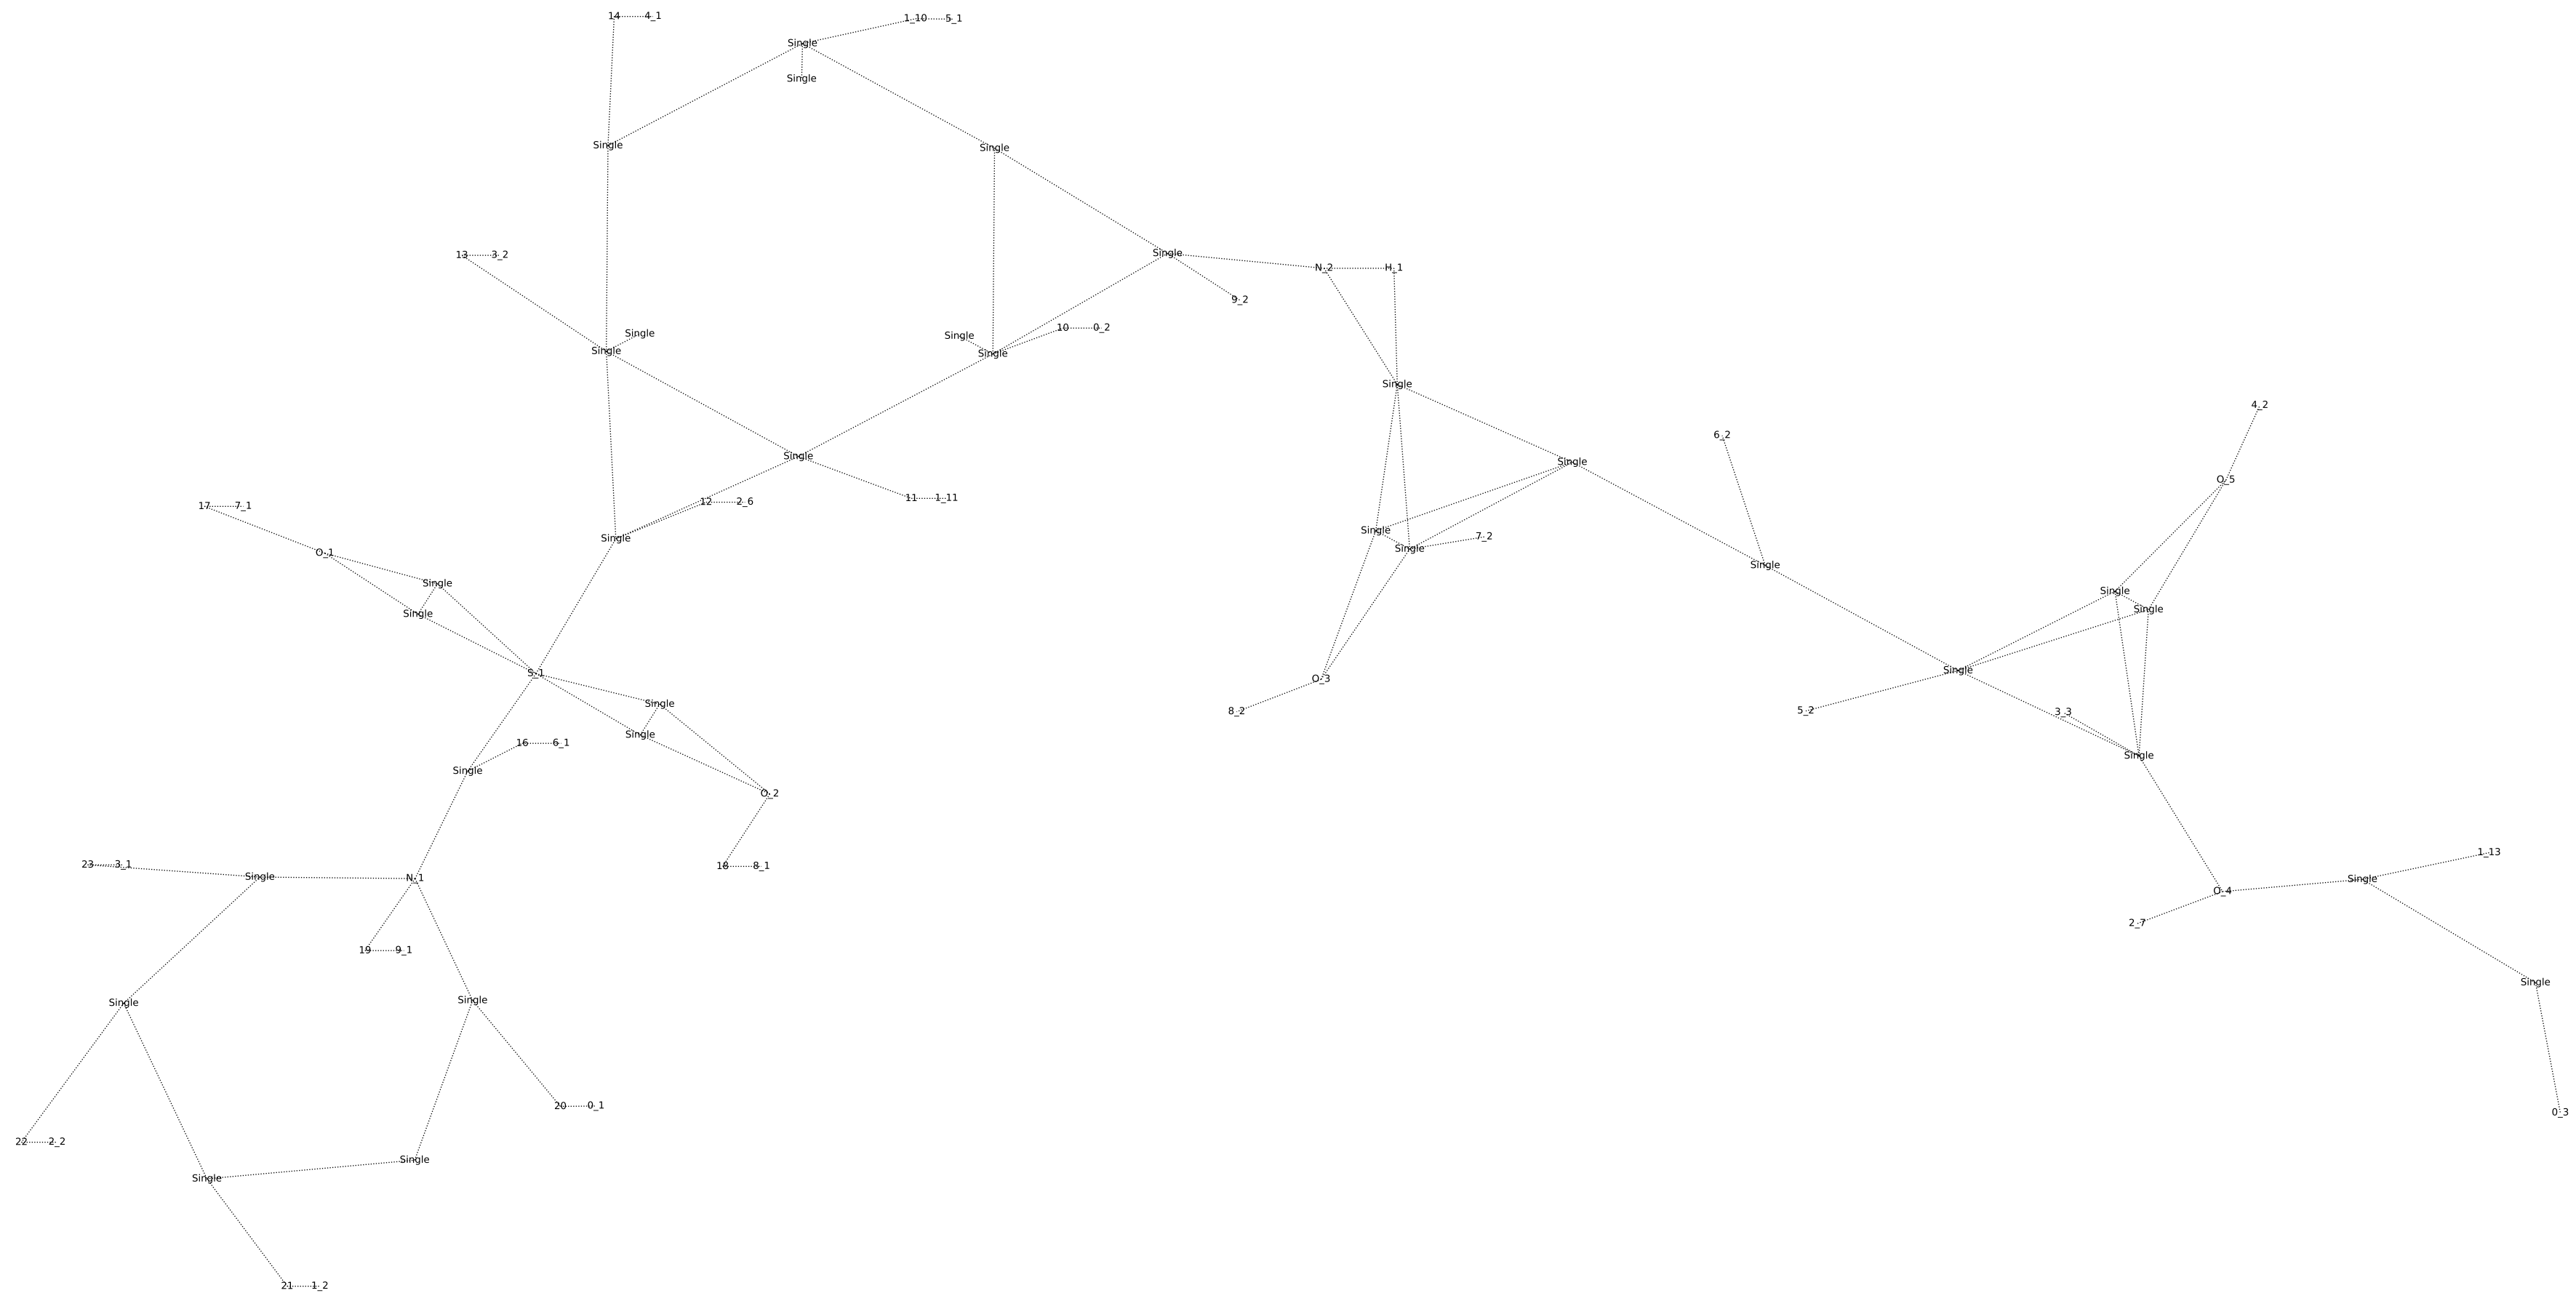 14 4_1
1_10 5_1
Single
Single
Single
Single
13 3_2
Single
N_2 H_1
9_2
10 0_2
Single
Single
Single
Single
Single
4_2
6_2
Single
Single
O_5
11 1_11
12 2_6
17 7_1
Single
Single
7_2
Single
Single
O_1
Single
Single
Single
Single
Single
S_1
O_3
Single
Single
8_2
5_2
3_3
Single
16 6_1
Single
Single
O_2
1_13
23 3_1
18 8_1
Single
N_1
Single
O_4
2_7
19 9_1
Single
Single
Single
20 0_1
0_3
22 2_2
Single
Single
21 1_2